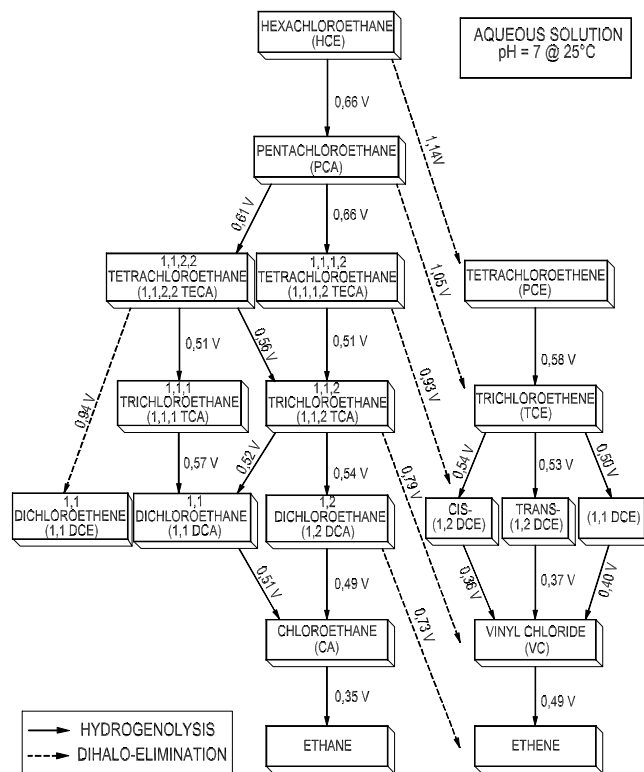 HEXACHLOROETHANE
(HCE)
AQUEOUS SOLUTION
pH = 7 @ 25°C
0,66 V
1,14V
PENTACHLOROETHANE
(PCA)
0,61 V
0,66 V
1,05 V
1,1,2,2
TETRACHLOROETHANE
(1,1,2,2 TECA)
1,1,1,2
TETRACHLOROETHANE
(1,1,1,2 TECA)
TETRACHLOROETHENE
(PCE)
0,94 V
0,51 V
0,56 V
0,51 V
0,93 V
0,58 V
1,1,1
TRICHLOROETHANE
(1,1,1 TCA)
1,1,2
TRICHLOROETHANE
(1,1,2 TCA)
TRICHLOROETHENE
(TCE)
0,57 V
0,52 V
0,54 V
0,79 V
0,54 V
0,53 V
0,50 V
1,1
DICHLOROETHENE
(1,1 DCE)
1,1
DICHLOROETHANE
(1,1 DCA)
1,2
DICHLOROETHANE
(1,2 DCA)
CIS-
(1,2 DCE)
TRANS-
(1,2 DCE)
(1,1 DCE)
0,51 V
0,49 V
0,73 V
0,36 V
0,37 V
0,40 V
CHLOROETHANE
(CA)
VINYL CHLORIDE
(VC)
0,35 V
0,49 V
HYDROGENOLYSIS
DIHALO-ELIMINATION
ETHANE
ETHENE